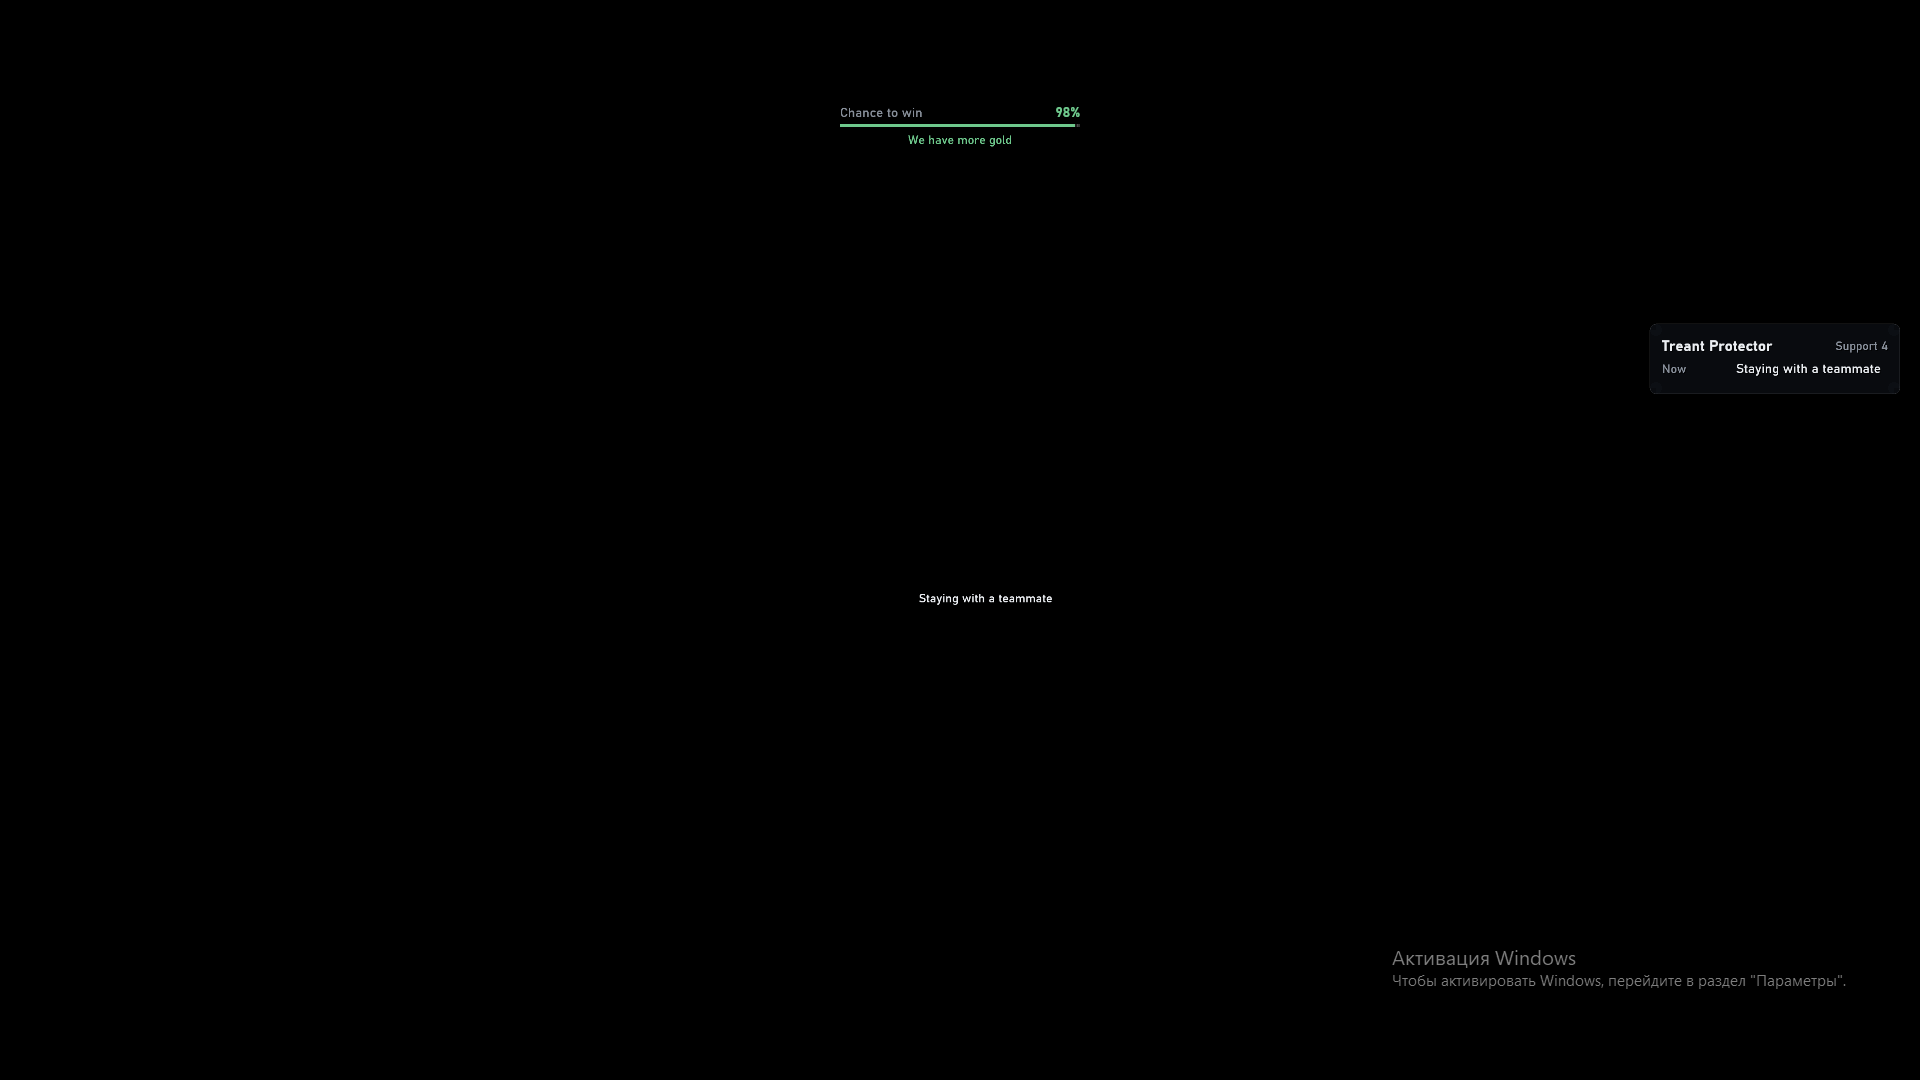 Chance to win 98%
We have more gold
Treant Protector Support 4
Now Staying with a teammate
Staying with a teammate
Активация Windows
Чтобы активировать Windows, перейдите в раздел "Параметры".